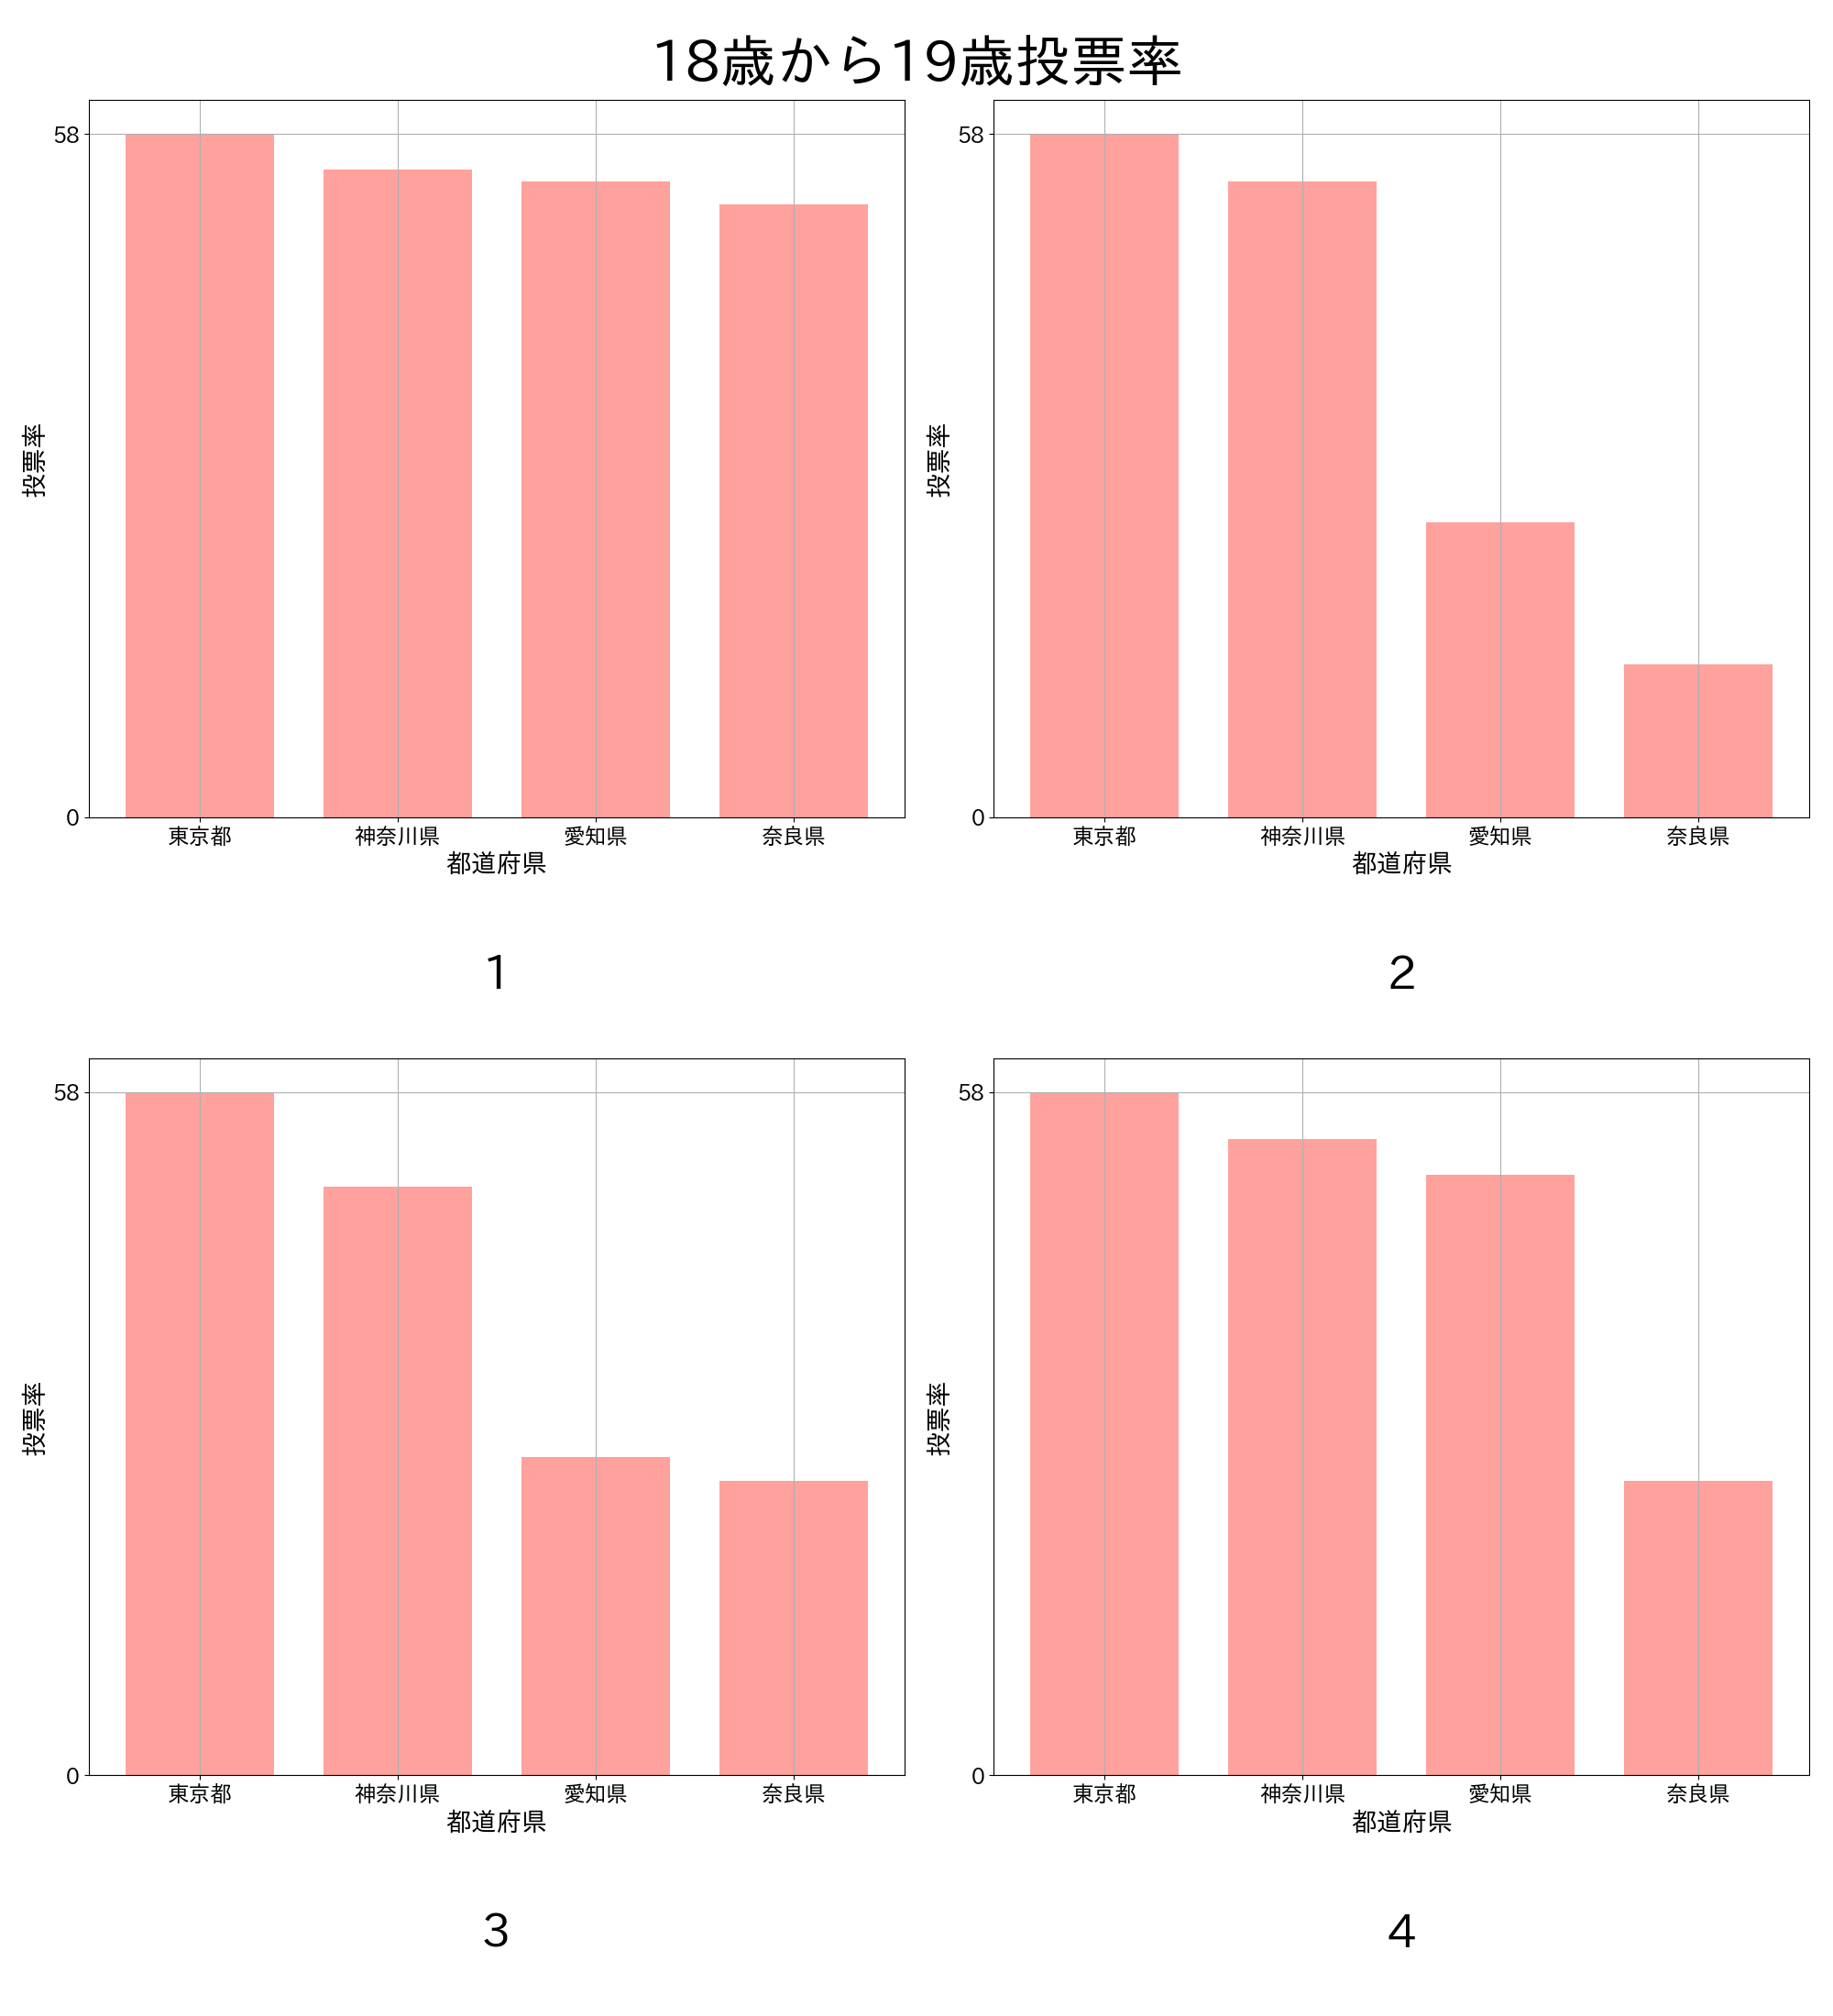 18歳から19歳投票率
58
0
投票率
東京都 神奈川県 愛知県 奈良県
都道府県
1
58
0
投票率
東京都 神奈川県 愛知県 奈良県
都道府県
2
58
0
投票率
東京都 神奈川県 愛知県 奈良県
都道府県
3
58
0
投票率
東京都 神奈川県 愛知県 奈良県
都道府県
4